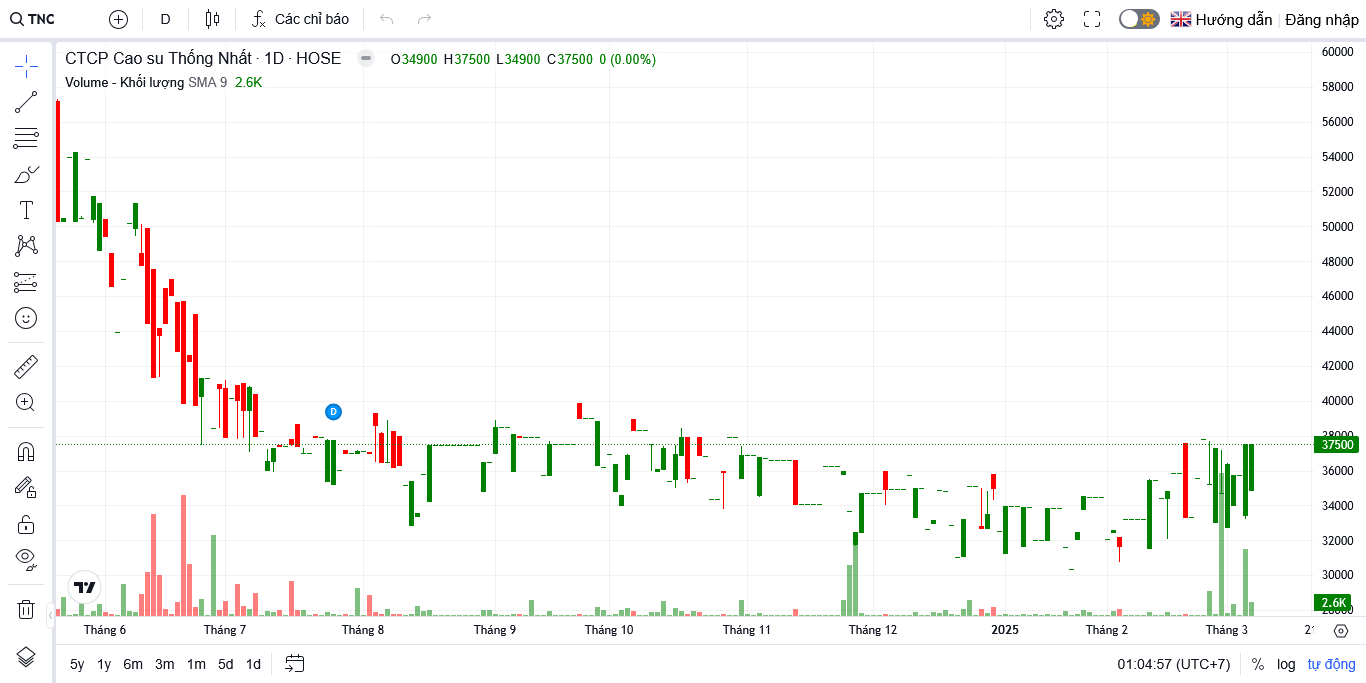 TNC D Các chỉ báo Hướng dẫn Đăng nhập
CTCP Cao su Thống Nhất · 1D · HOSE O34900 H37500 L34900 C37500 0 (0.00%)
Volume - Khối lượng SMA 9 2.6K
60000
58000
56000
54000
52000
50000
48000
46000
44000
42000
40000
38000
37500
36000
34000
32000
30000
28000
2.6K
D
Tháng 6 Tháng 7 Tháng 8 Tháng 9 Tháng 10 Tháng 11 Tháng 12 2025 Tháng 2 Tháng 3 21
5y 1y 6m 3m 1m 5d 1d 01:04:57 (UTC+7) % log tự động